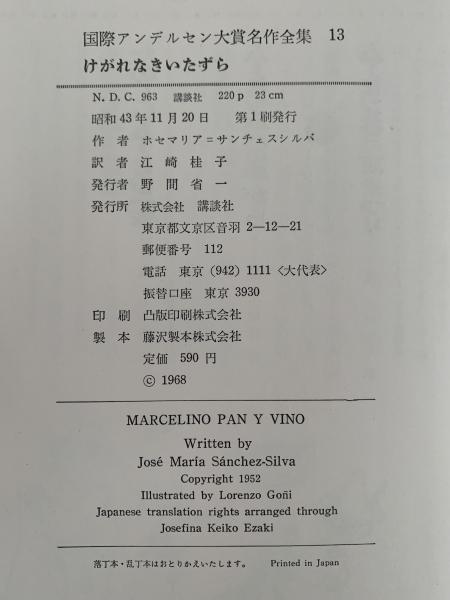 国際アンデルセン大賞名作全集 13
けがれなきいたずら
N. D. C. 963 講談社 220 p 23 cm
昭和 43 年 11 月 20 日 第 1 刷発行
作者 ホセマリア=サンチェスシルバ
訳者 江崎桂子
発行者 野間省一
発行所 株式会社 講談社
東京都文京区音羽 2—12—21
郵便番号 112
電話 東京 (942) 1111 〈大代表〉
振替口座 東京 3930
印刷 凸版印刷株式会社
製本 藤沢製本株式会社
定価 590 円
© 1968
MARCELINO PAN Y VINO
Written by
José María Sánchez-Silva
Copyright 1952
Illustrated by Lorenzo Goñi
Japanese translation rights arranged through
Josefina Keiko Ezaki
落丁本・乱丁本はおとりかえいたします。 Printed in Japan